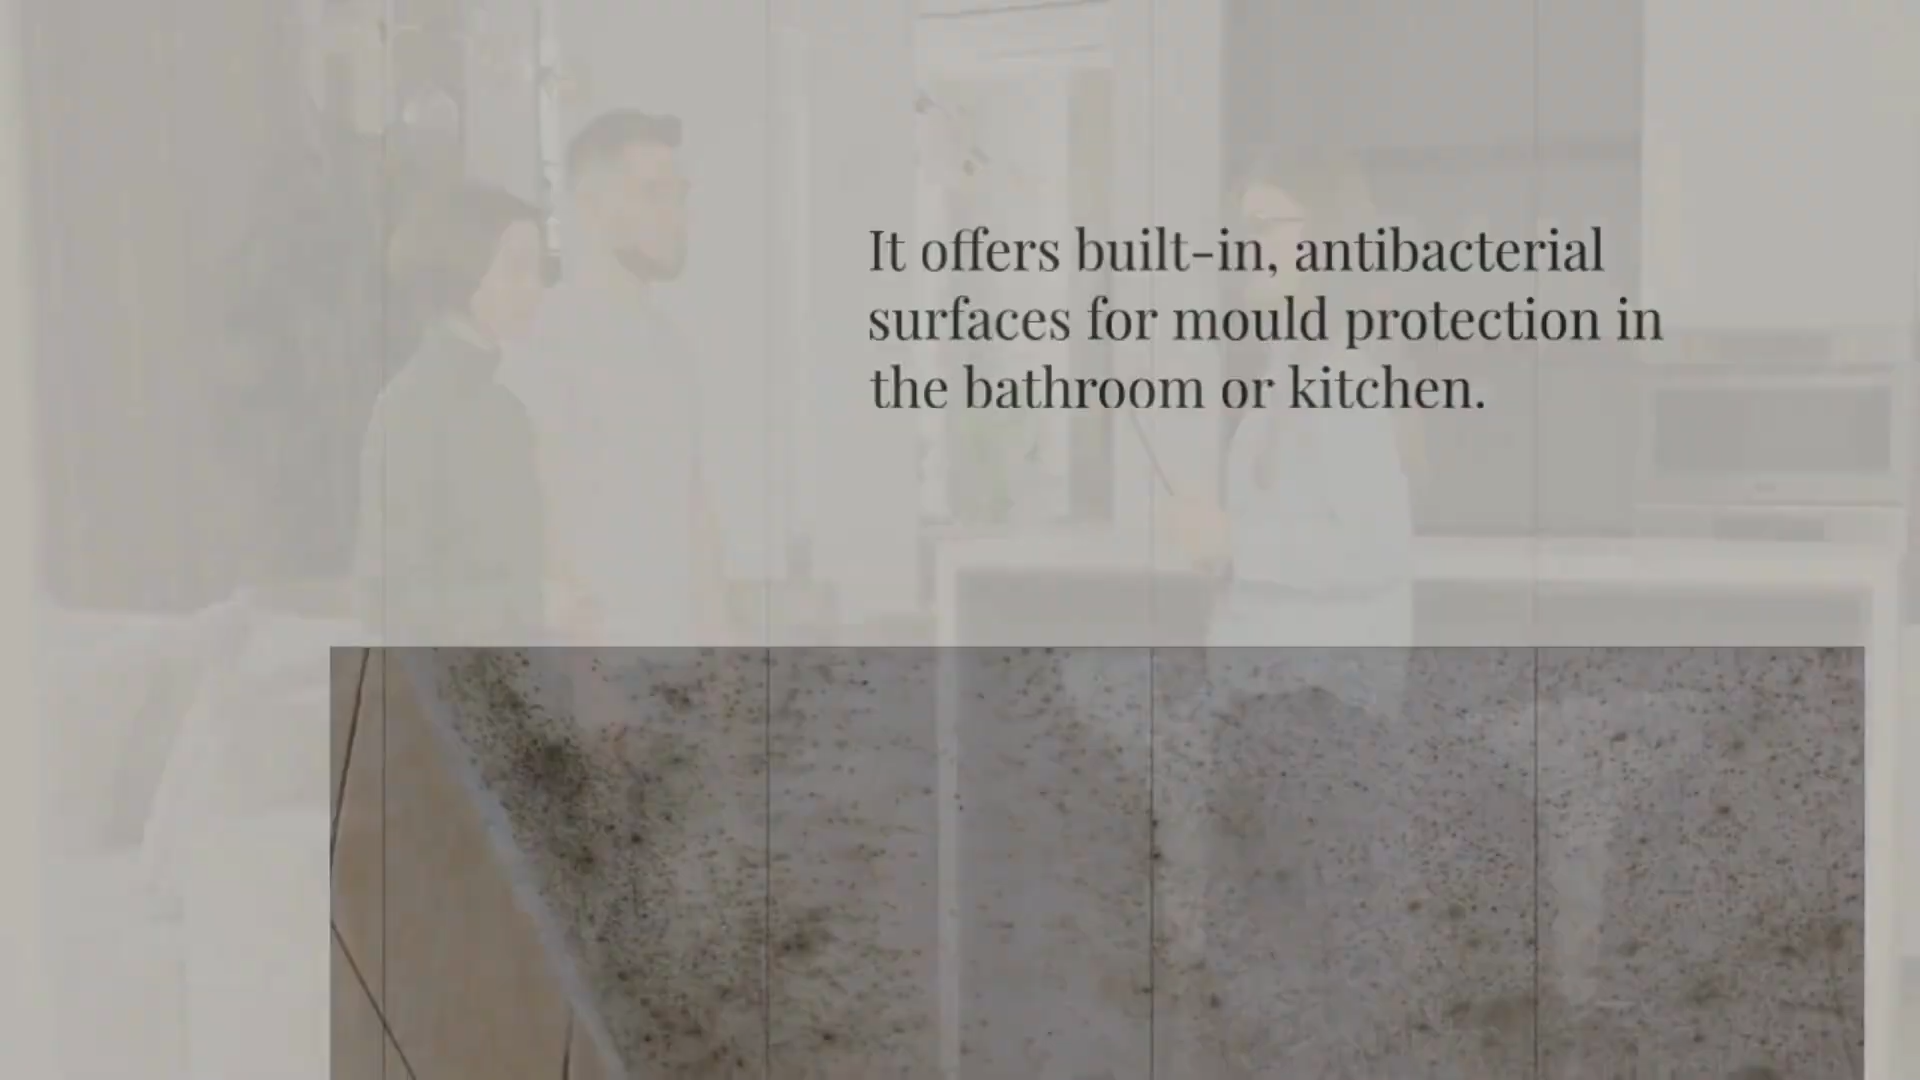 It offers built-in, antibacterial
surfaces for mould protection in
the bathroom or kitchen.